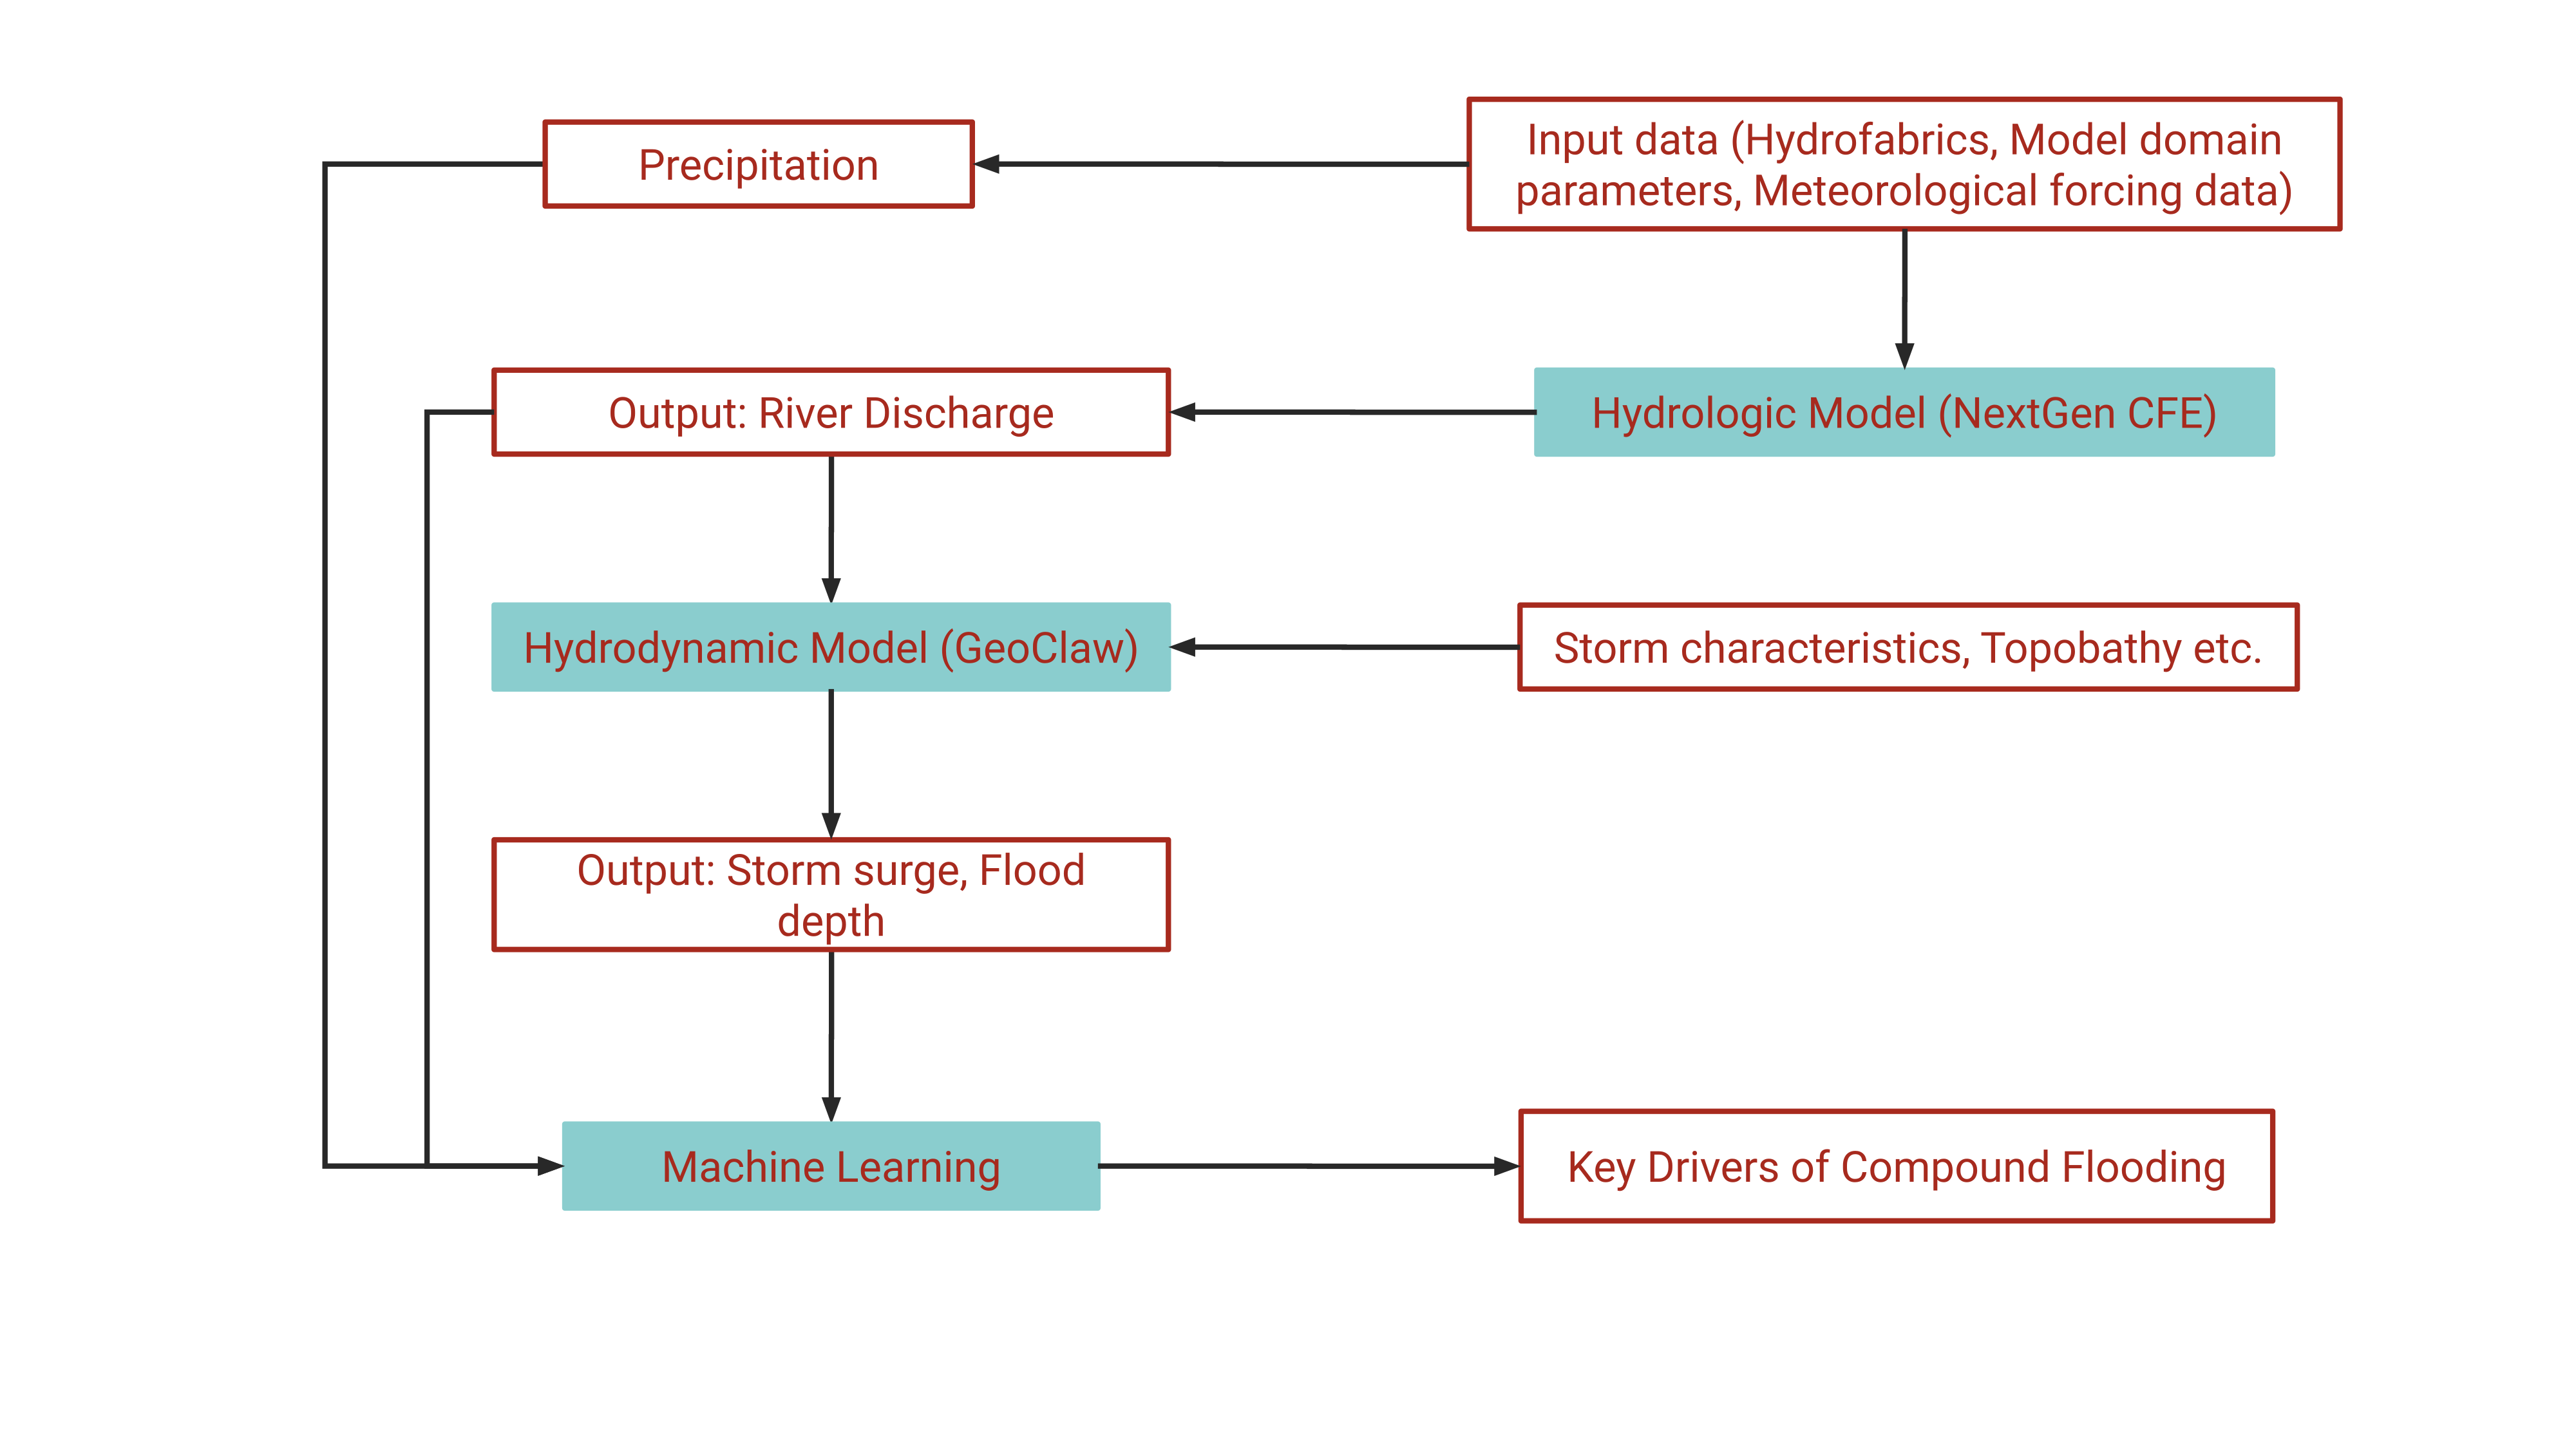 Precipitation
Input data (Hydrofabrics, Model domain
parameters, Meteorological forcing data)
Output: River Discharge
Hydrologic Model (NextGen CFE)
Hydrodynamic Model (GeoClaw)
Storm characteristics, Topobathy etc.
Output: Storm surge, Flood
depth
Machine Learning
Key Drivers of Compound Flooding